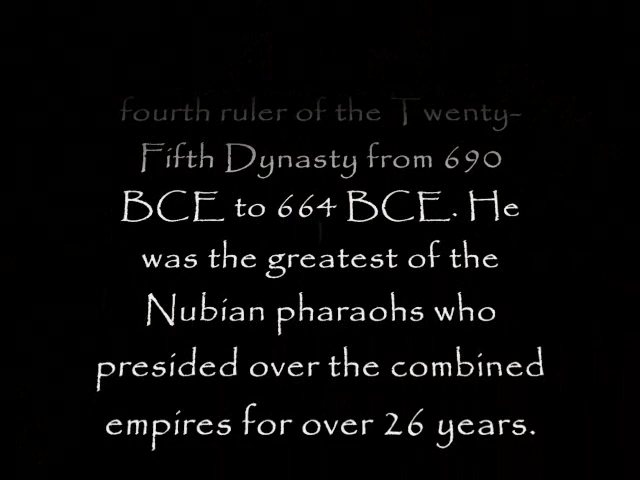 fourth ruler of the Twenty-
Fifth Dynasty from 690
BCE to 664 BCE. He
was the greatest of the
Nubian pharaohs who
presided over the combined
empires for over 26 years.